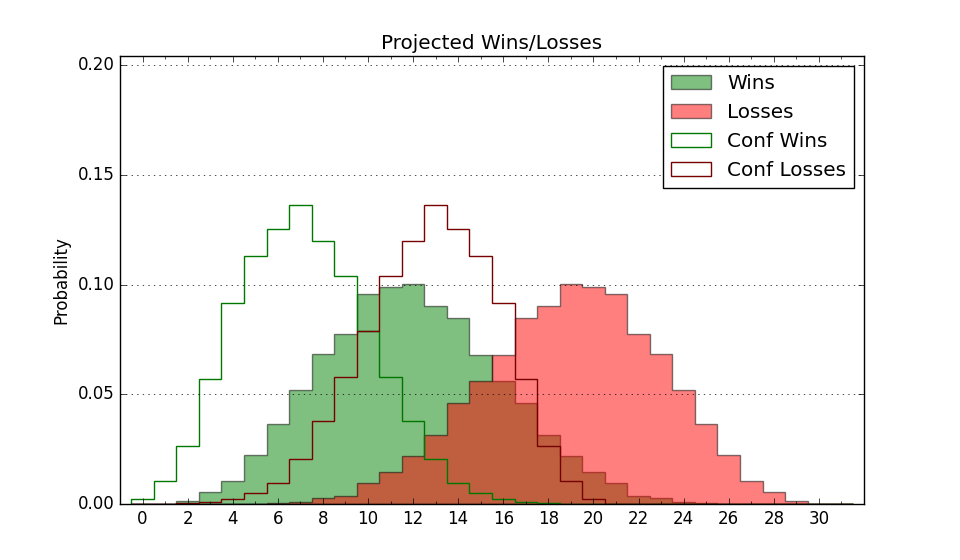 Projected Wins/Losses
0.20
0.15
0.10
0.05
0.00
Probability
Wins
Losses
Conf Wins
Conf Losses
0 2 4 6 8 10 12 14 16 18 20 22 24 26 28 30